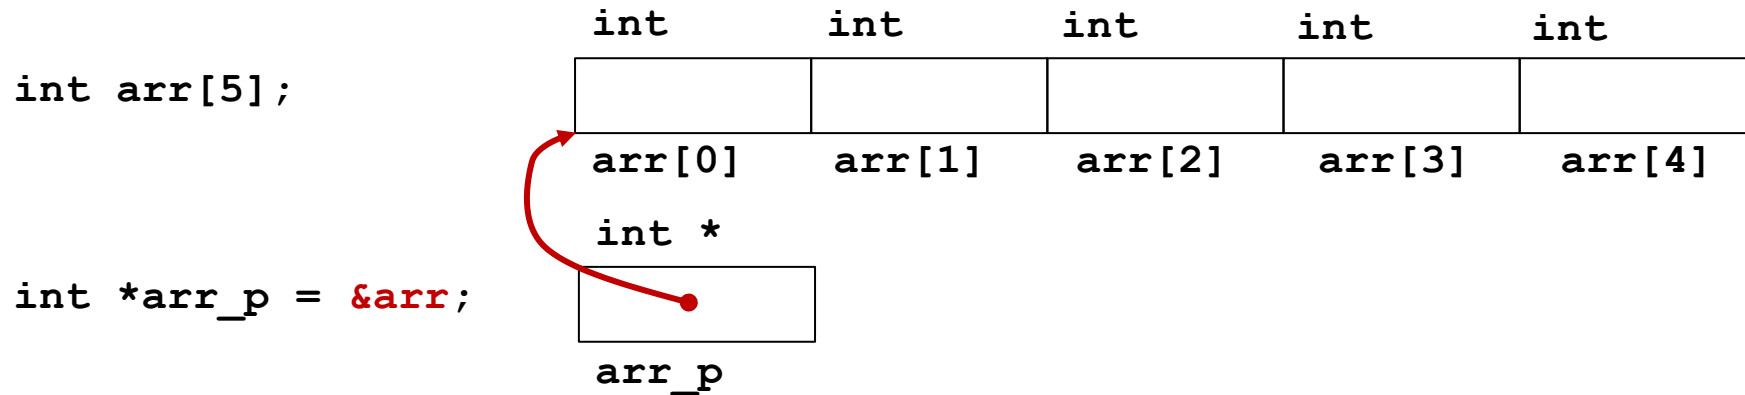 int int int int int
int arr[5];
arr[0] arr[1] arr[2] arr[3] arr[4]
int *
int *arr_p = &arr;
arr_p